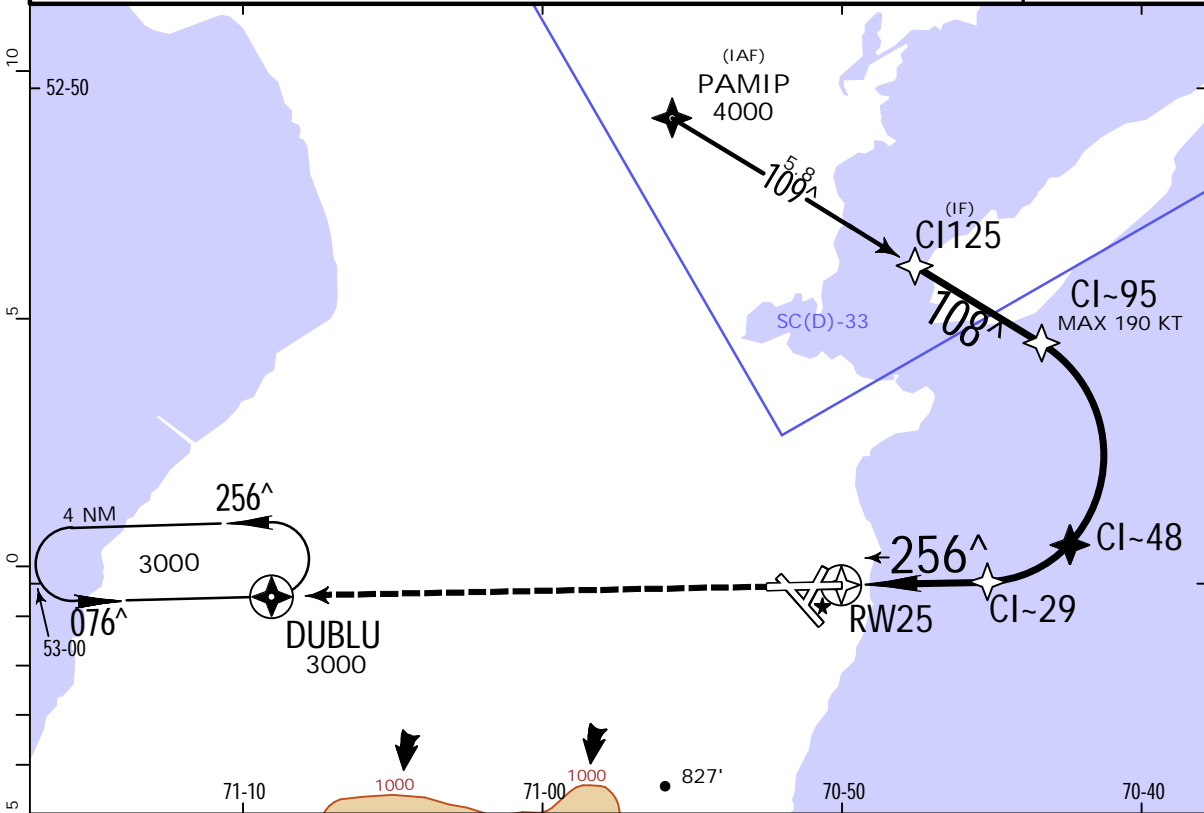 10
52-50
(IAF)
PAMIP
4000
5.8
109^
(IF)
CI125
108^
CI~95
MAX 190 KT
5
SC(D)-33
256^
4 NM
3000
0
076^
53-00
DUBLU
3000
256^
CI~48
RW25
CI~29
1000
1000
827'
71-10
71-00
70-50
70-40
5